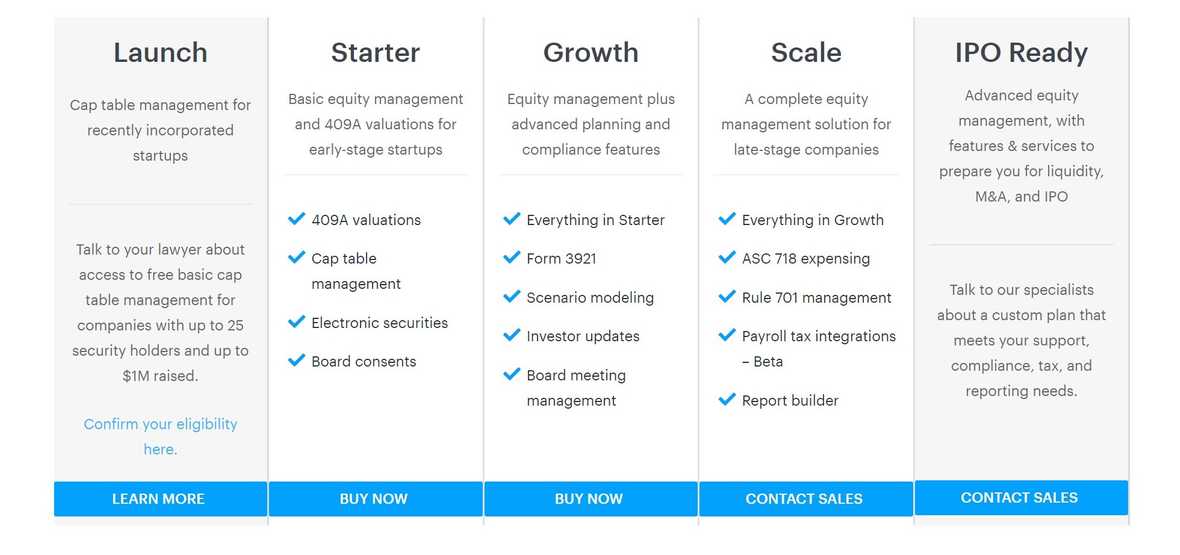 Launch
Cap table management for
recently incorporated
startups
Talk to your lawyer about
access to free basic cap
table management for
companies with up to 25
security holders and up to
$1M raised.
Confirm your eligibility
here.
LEARN MORE
Starter
Basic equity management
and 409A valuations for
early-stage startups
409A valuations
Cap table
management
Electronic securities
Board consents
BUY NOW
Growth
Equity management plus
advanced planning and
compliance features
Everything in Starter
Form 3921
Scenario modeling
Investor updates
Board meeting
management
BUY NOW
Scale
A complete equity
management solution for
late-stage companies
Everything in Growth
ASC 718 expensing
Rule 701 management
Payroll tax integrations
– Beta
Report builder
CONTACT SALES
IPO Ready
Advanced equity
management, with
features & services to
prepare you for liquidity,
M&A, and IPO
Talk to our specialists
about a custom plan that
meets your support,
compliance, tax, and
reporting needs.
CONTACT SALES